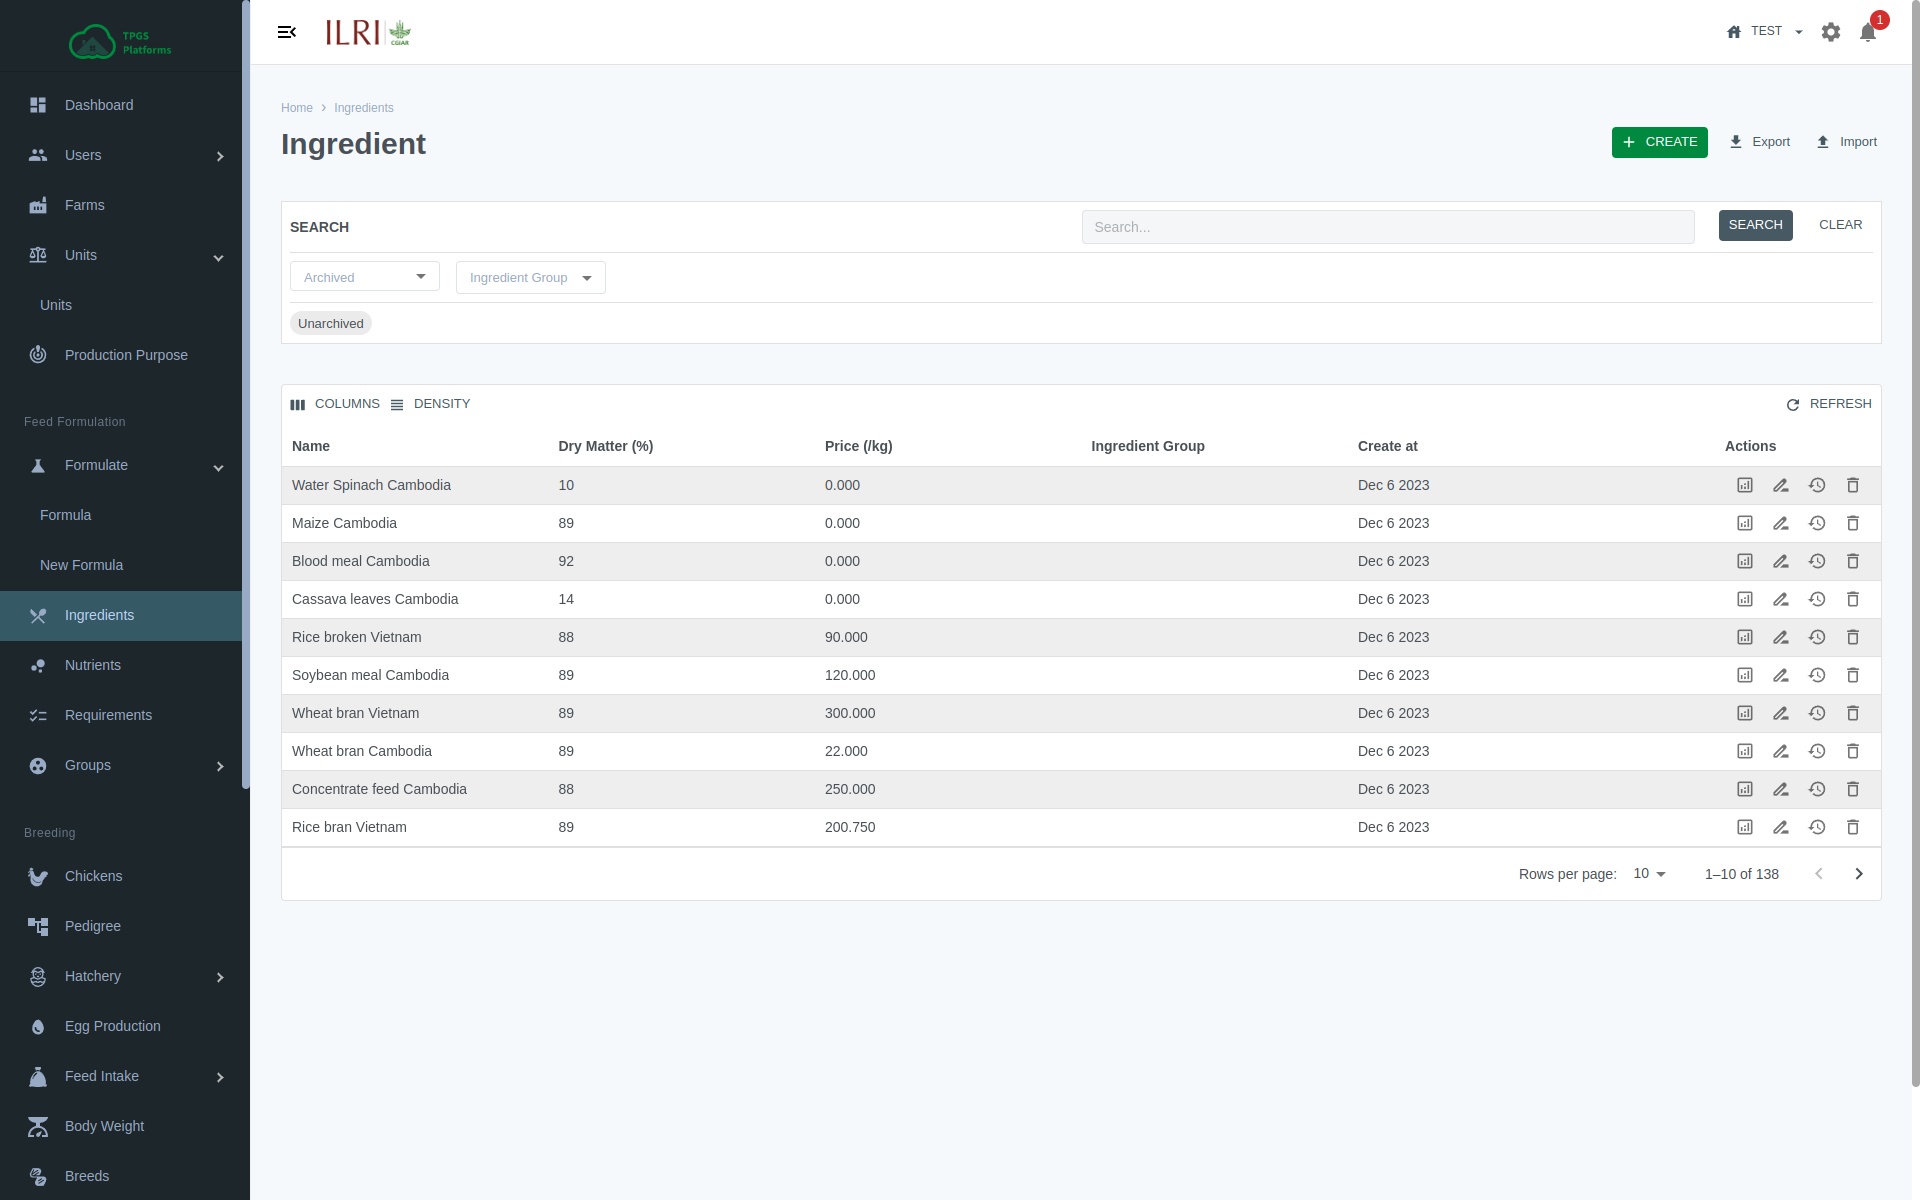 TPGS
Platforms
Dashboard
Users
Farms
Units
Units
Production Purpose
Feed Formulation
Formulate
Formula
New Formula
Ingredients
Nutrients
Requirements
Groups
Breeding
Chickens
Pedigree
Hatchery
Egg Production
Feed Intake
Body Weight
Breeds
ILRI CGIAR
TEST 1
Home Ingredients
Ingredient
CREATE Export Import
SEARCH Search... SEARCH CLEAR
Archived Ingredient Group
Unarchived
COLUMNS DENSITY REFRESH
Name Dry Matter (%) Price (/kg) Ingredient Group Create at Actions
Water Spinach Cambodia 10 0.000 Dec 6 2023
Maize Cambodia 89 0.000 Dec 6 2023
Blood meal Cambodia 92 0.000 Dec 6 2023
Cassava leaves Cambodia 14 0.000 Dec 6 2023
Rice broken Vietnam 88 90.000 Dec 6 2023
Soybean meal Cambodia 89 120.000 Dec 6 2023
Wheat bran Vietnam 89 300.000 Dec 6 2023
Wheat bran Cambodia 89 22.000 Dec 6 2023
Concentrate feed Cambodia 88 250.000 Dec 6 2023
Rice bran Vietnam 89 200.750 Dec 6 2023
Rows per page: 10 1–10 of 138